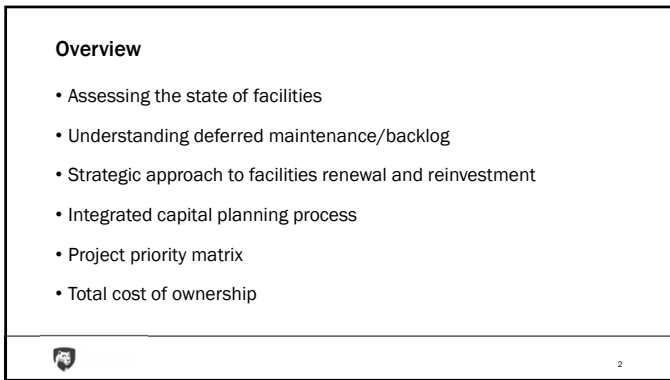 Overview
• Assessing the state of facilities
• Understanding deferred maintenance/backlog
• Strategic approach to facilities renewal and reinvestment
• Integrated capital planning process
• Project priority matrix
• Total cost of ownership
2